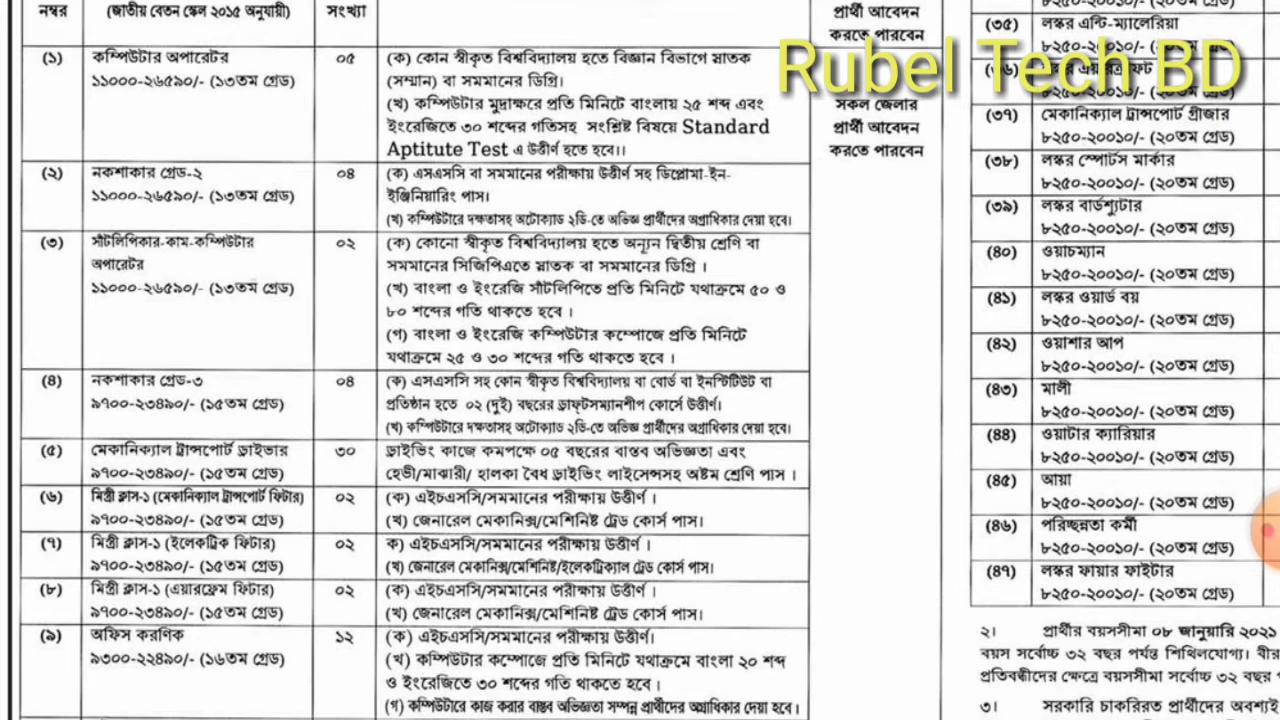 নম্বর (জাতীয় বেতন স্কেল ২০১৫ অনুযায়ী) সংখ্যা
প্রার্থী আবেদন
করতে পারবেন
(১) কম্পিউটার অপারেটর ০৫ (ক) কোন স্বীকৃত বিশ্ববিদ্যালয় হতে বিজ্ঞান বিভাগে স্নাতক
১১০০০-২৬৫৯০/- (১৩তম গ্রেড) (সম্মান) বা সমমানের ডিগ্রি।
(খ) কম্পিউটার মুদ্রাক্ষরে প্রতি মিনিটে বাংলায় ২৫ শব্দ এবং
ইংরেজিতে ৩০ শব্দের গতিসহ সংশ্লিষ্ট বিষয়ে Standard
Aptitute Test এ উত্তীর্ণ হতে হবে।।
সকল জেলার
প্রার্থী আবেদন
করতে পারবেন
(২) নকশাকার গ্রেড-২ ০৪ (ক) এসএসসি বা সমমানের পরীক্ষায় উত্তীর্ণ সহ ডিপ্লোমা-ইন-
১১০০০-২৬৫৯০/- (১৩তম গ্রেড) ইঞ্জিনিয়ারিং পাস।
(খ) কম্পিউটারে দক্ষতাসহ অটোক্যাড ২ডি-তে অভিজ্ঞ প্রার্থীদের অগ্রাধিকার দেয়া হবে।
(৩) সাঁটলিপিকার-কাম-কম্পিউটার ০২ (ক) কোনো স্বীকৃত বিশ্ববিদ্যালয় হতে অন্যূন দ্বিতীয় শ্রেণি বা
অপারেটর সমমানের সিজিপিএতে স্নাতক বা সমমানের ডিগ্রি ।
১১০০০-২৬৫৯০/- (১৩তম গ্রেড) (খ) বাংলা ও ইংরেজি সাঁটলিপিতে প্রতি মিনিটে যথাক্রমে ৫০ ও
৮০ শব্দের গতি থাকতে হবে ।
(গ) বাংলা ও ইংরেজি কম্পিউটার কম্পোজে প্রতি মিনিটে
যথাক্রমে ২৫ ও ৩০ শব্দের গতি থাকতে হবে ।
(৪) নকশাকার গ্রেড-৩ ০৪ (ক) এসএসসি সহ কোন স্বীকৃত বিশ্ববিদ্যালয় বা বোর্ড বা ইনস্টিটিউট বা
৯৭০০-২৩৪৯০/- (১৫তম গ্রেড) প্রতিষ্ঠান হতে ০২ (দুই) বছরের ড্রাফ্টসম্যানশীপ কোর্সে উত্তীর্ণ।
(খ) কম্পিউটারে দক্ষতাসহ অটোক্যাড ২ডি-তে অভিজ্ঞ প্রার্থীদের অগ্রাধিকার দেয়া হবে।
(৫) মেকানিক্যাল ট্রান্সপোর্ট ড্রাইভার ৩০ ড্রাইভিং কাজে কমপক্ষে ০৫ বছরের বাস্তব অভিজ্ঞতা এবং
৯৭০০-২৩৪৯০/- (১৫তম গ্রেড) হেভী/মাঝারী/ হালকা বৈধ ড্রাইভিং লাইসেন্সসহ অষ্টম শ্রেণি পাস ।
(৬) মিস্ত্রী ক্লাস-১ (মেকানিক্যাল ট্রান্সপোর্ট ফিটার) ০২ (ক) এইচএসসি/সমমানের পরীক্ষায় উত্তীর্ণ ।
৯৭০০-২৩৪৯০/- (১৫তম গ্রেড) (খ) জেনারেল মেকানিক্স/মেশিনিষ্ট ট্রেড কোর্স পাস।
(৭) মিস্ত্রী ক্লাস-১ (ইলেকট্রিক ফিটার) ০২ ক) এইচএসসি/সমমানের পরীক্ষায় উত্তীর্ণ ।
৯৭০০-২৩৪৯০/- (১৫তম গ্রেড) (খ) জেনারেল মেকানিক্স/মেশিনিষ্ট/ইলেকট্রিক্যাল ট্রেড কোর্স পাস।
(৮) মিস্ত্রী ক্লাস-১ (এয়ারফ্রেম ফিটার) ০২ (ক) এইচএসসি/সমমানের পরীক্ষায় উত্তীর্ণ ।
৯৭০০-২৩৪৯০/- (১৫তম গ্রেড) (খ) জেনারেল মেকানিক্স/মেশিনিষ্ট ট্রেড কোর্স পাস।
(৯) অফিস করণিক ১২ (ক) এইচএসসি/সমমানের পরীক্ষায় উত্তীর্ণ।
৯৩০০-২২৪৯০/- (১৬তম গ্রেড) (খ) কম্পিউটার কম্পোজে প্রতি মিনিটে যথাক্রমে বাংলা ২০ শব্দ
ও ইংরেজিতে ৩০ শব্দের গতি থাকতে হবে ।
(গ) কম্পিউটারে কাজ করার বাস্তব অভিজ্ঞতা সম্পন্ন প্রার্থীদের অগ্রাধিকার দেয়া হবে ।
Rubel Tech BD
(৩৫) লস্কর এন্টি-ম্যালেরিয়া
(৩৭) মেকানিক্যাল ট্রান্সপোর্ট গ্রীজার
৮২৫০-২০০১০/- (২০তম গ্রেড)
(৩৮) লস্কর স্পোর্টস মার্কার
৮২৫০-২০০১০/- (২০তম গ্রেড)
(৩৯) লস্কর বার্ডশ্যুটার
৮২৫০-২০০১০/- (২০তম গ্রেড)
(৪০) ওয়াচম্যান
৮২৫০-২০০১০/- (২০তম গ্রেড)
(৪১) লস্কর ওয়ার্ড বয়
৮২৫০-২০০১০/- (২০তম গ্রেড)
(৪২) ওয়াশার আপ
৮২৫০-২০০১০/- (২০তম গ্রেড)
(৪৩) মালী
৮২৫০-২০০১০/- (২০তম গ্রেড)
(৪৪) ওয়াটার ক্যারিয়ার
৮২৫০-২০০১০/- (২০তম গ্রেড)
(৪৫) আয়া
৮২৫০-২০০১০/- (২০তম গ্রেড)
(৪৬) পরিচ্ছন্নতা কর্মী
৮২৫০-২০০১০/- (২০তম গ্রেড)
(৪৭) লস্কর ফায়ার ফাইটার
৮২৫০-২০০১০/- (২০তম গ্রেড)
২। প্রার্থীর বয়সসীমা ০৮ জানুয়ারি ২০২১
বয়স সর্বোচ্চ ৩২ বছর পর্যন্ত শিথিলযোগ্য। বীর
প্রতিবন্ধীদের ক্ষেত্রে বয়সসীমা সর্বোচ্চ ৩২ বছর
৩। সরকারি চাকরিরত প্রার্থীদের অবশ্যই